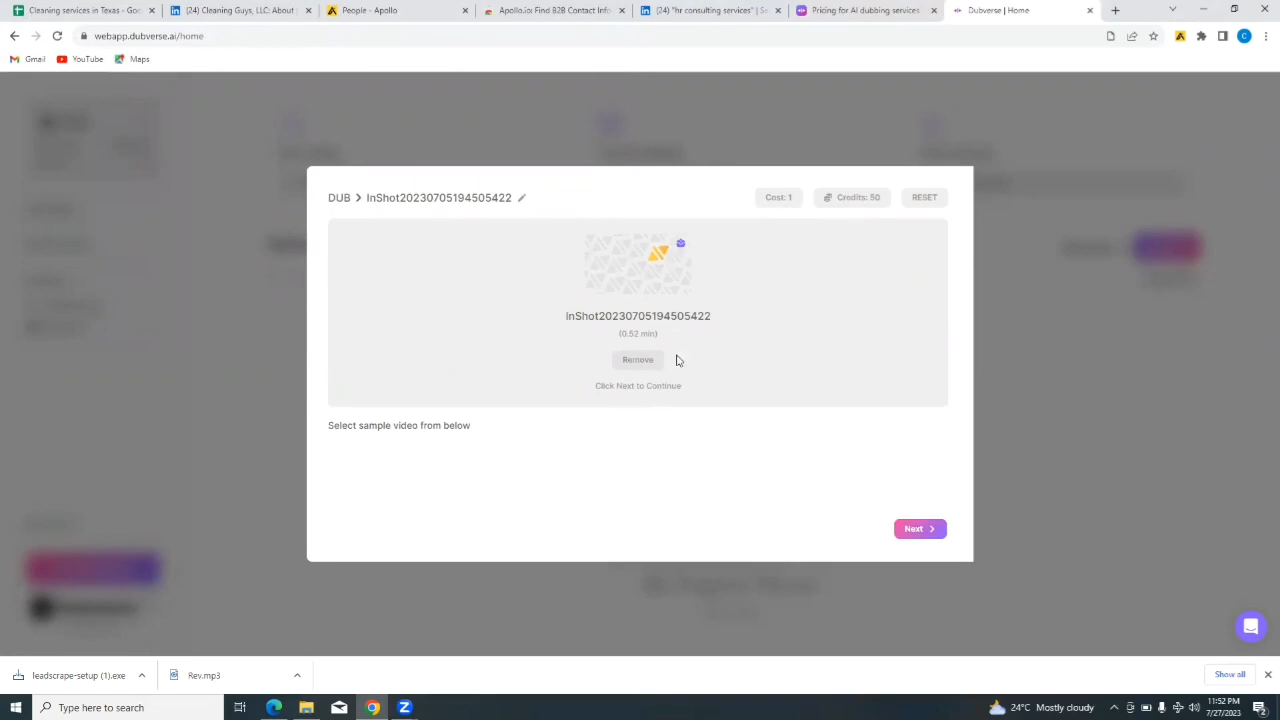 Cleaning services in Texas - Goo
(24) Cleaning Guys, LLC: About |
People - Apollo
Apollo.io: Find B2B Contact Info
(24) "hr consulting services" | Se
Pricing for AI dubbing services
Dubverse | Home
webapp.dubverse.ai/home
Gmail
YouTube
Maps
DUB > InShot20230705194505422
Cost: 1
Credits: 50
RESET
InShot20230705194505422
(0.52 min)
Remove
Click Next to Continue
Select sample video from below
Next
leadscrape-setup (1).exe
Rev.mp3
Show all
Type here to search
24°C Mostly cloudy
11:52 PM
7/27/2023
2